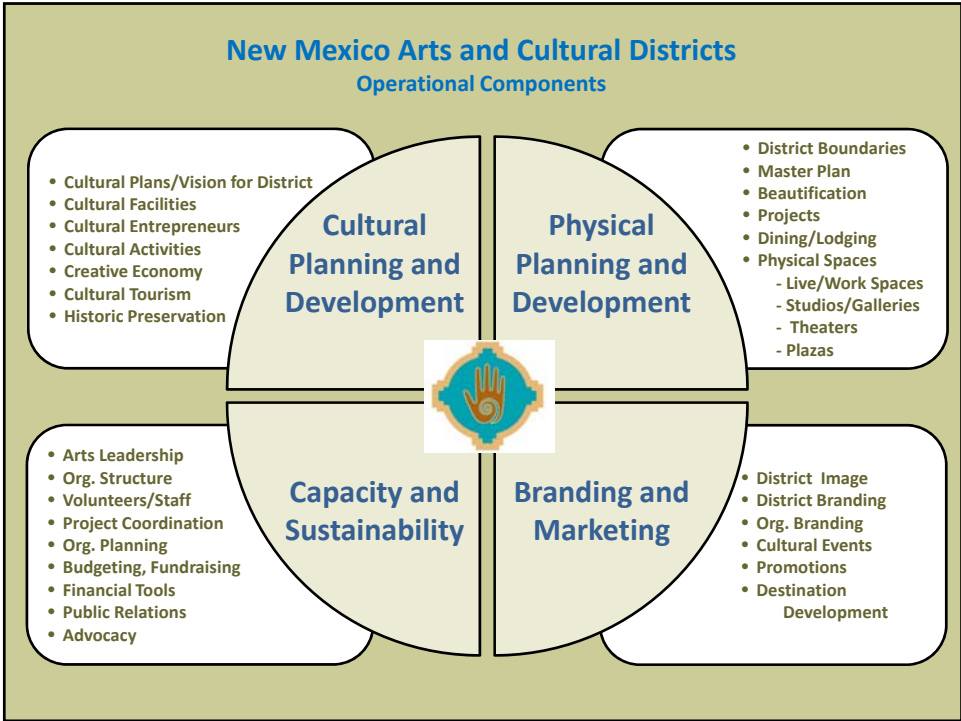 New Mexico Arts and Cultural Districts
Operational Components
• Cultural Plans/Vision for District
• Cultural Facilities
• Cultural Entrepreneurs
• Cultural Activities
• Creative Economy
• Cultural Tourism
• Historic Preservation
Cultural
Planning and
Development
Physical
Planning and
Development
• District Boundaries
• Master Plan
• Beautification
• Projects
• Dining/Lodging
• Physical Spaces
- Live/Work Spaces
- Studios/Galleries
- Theaters
- Plazas
• Arts Leadership
• Org. Structure
• Volunteers/Staff
• Project Coordination
• Org. Planning
• Budgeting, Fundraising
• Financial Tools
• Public Relations
• Advocacy
Capacity and
Sustainability
Branding and
Marketing
• District Image
• District Branding
• Org. Branding
• Cultural Events
• Promotions
• Destination
Development